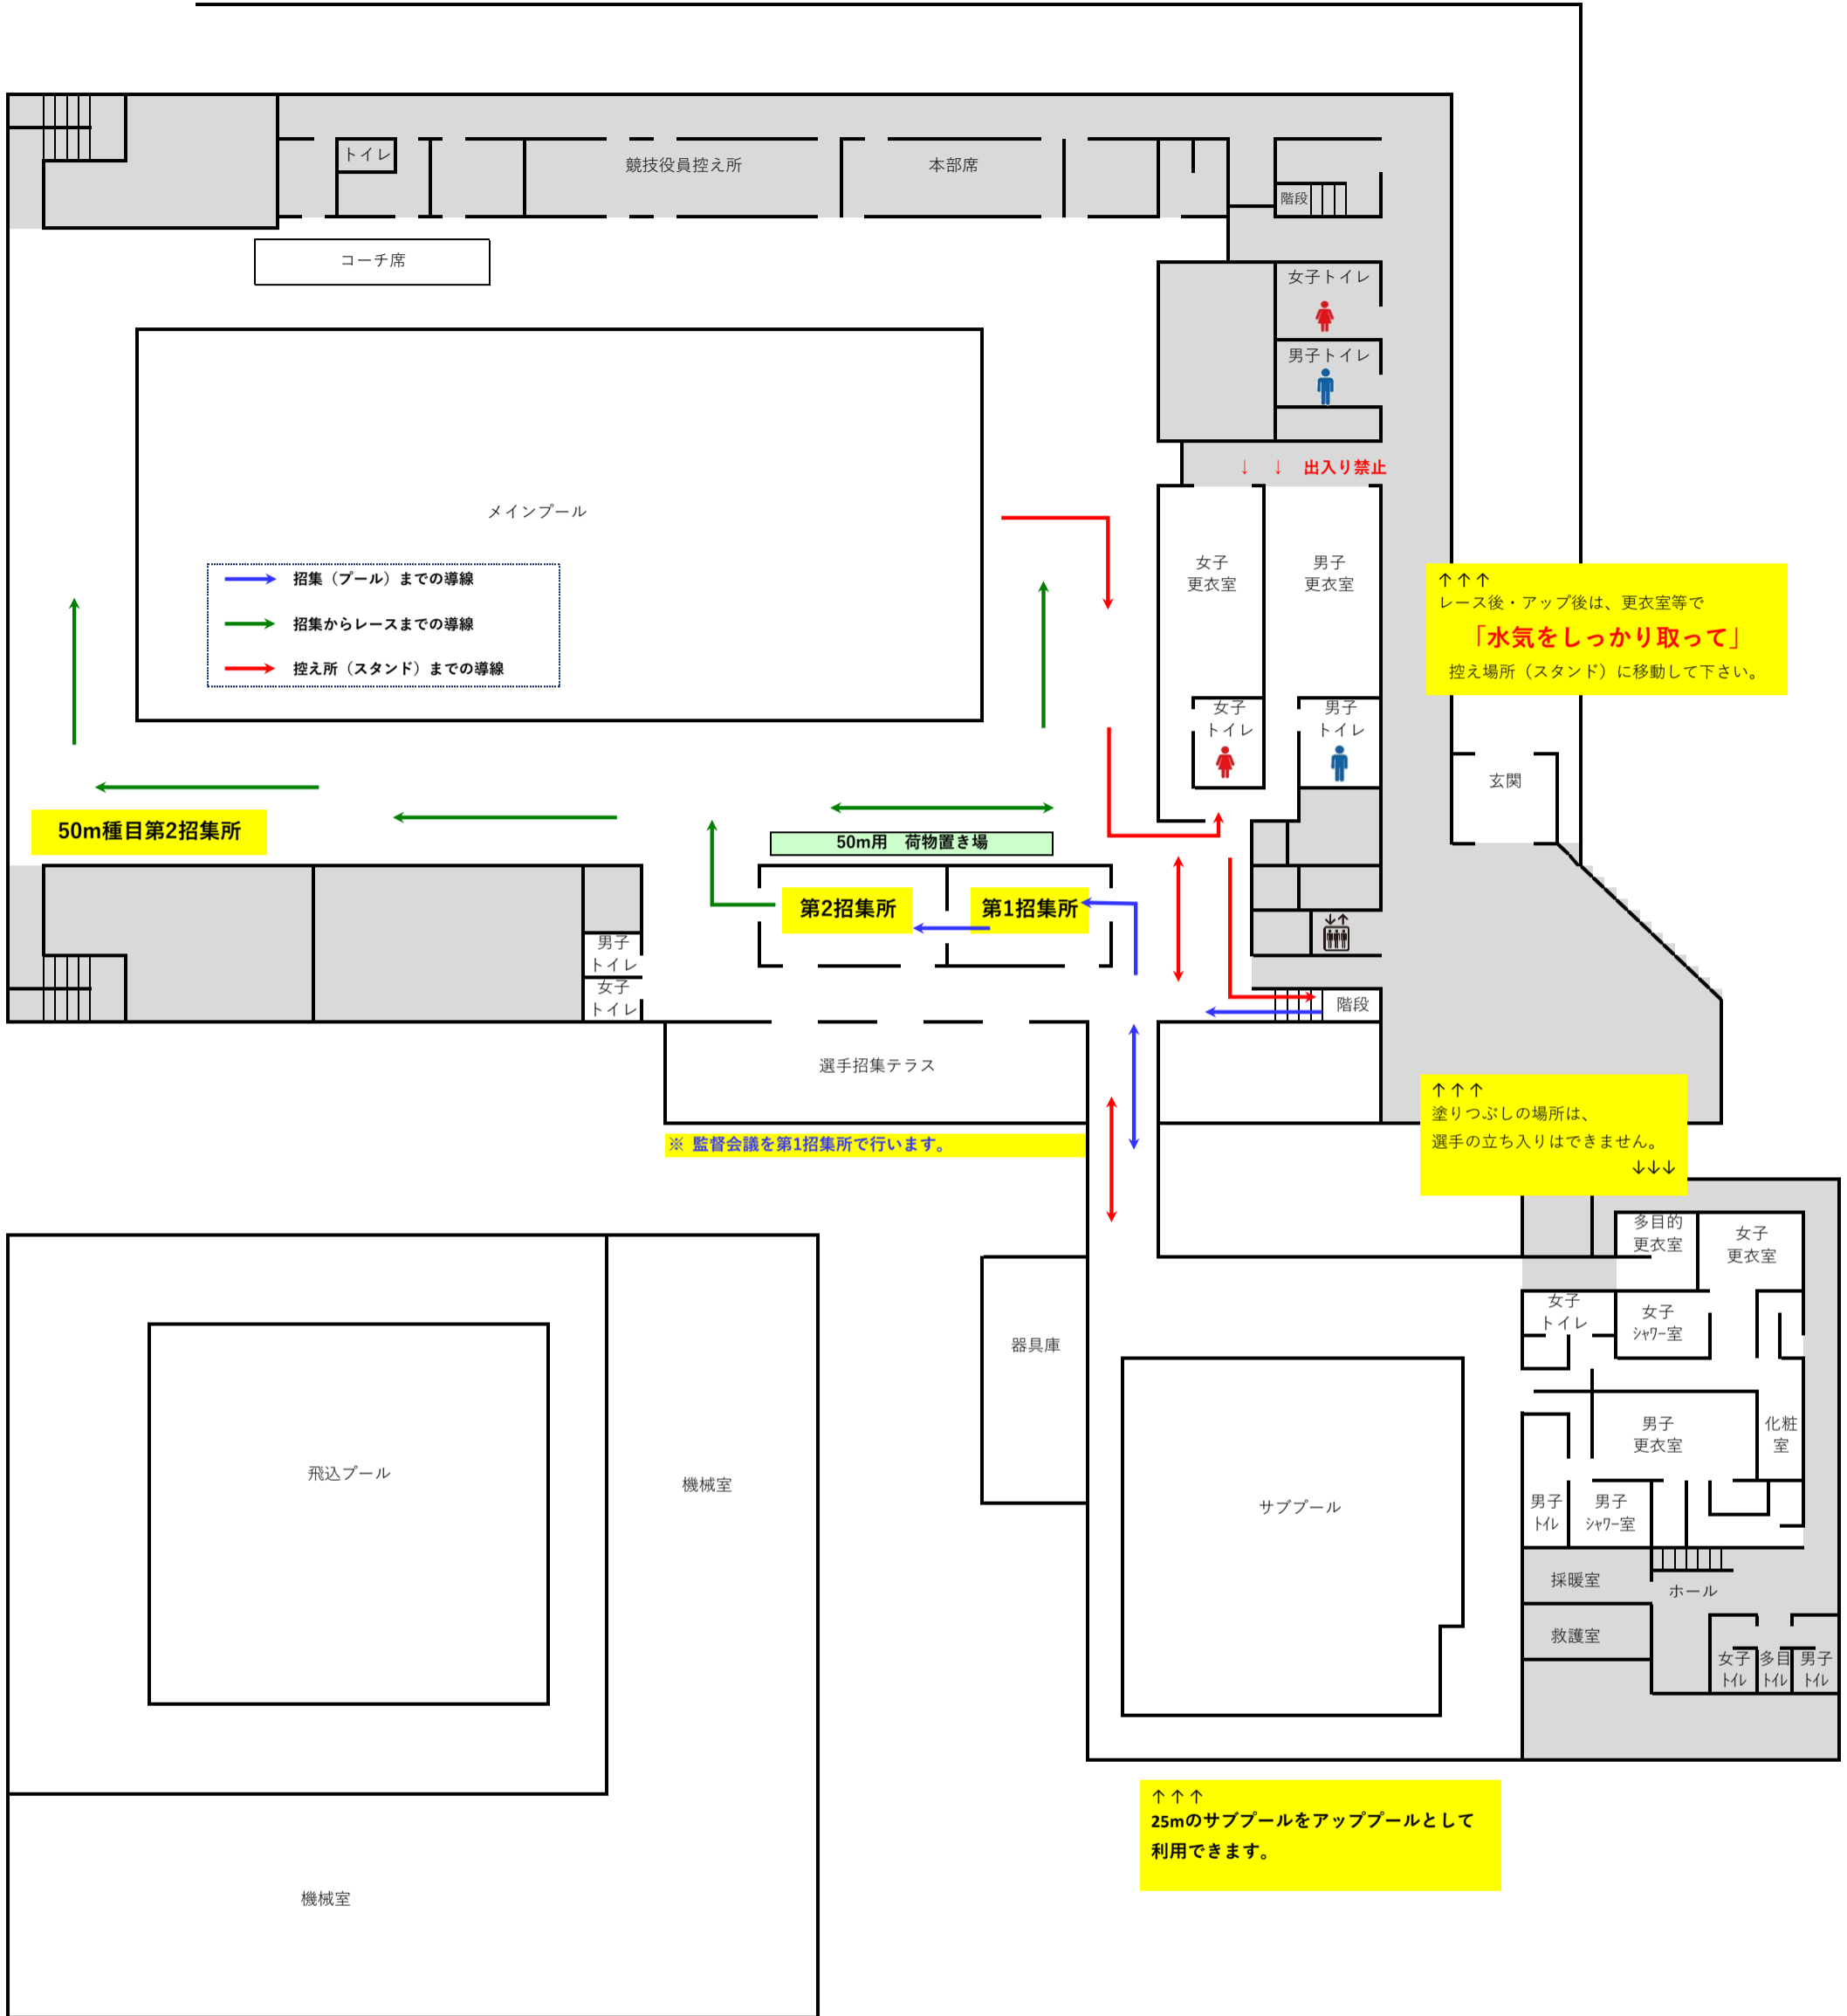 トイレ
競技役員控え所
本部席
階段
コーチ席
女子トイレ
男子トイレ
↓ ↓ 出入り禁止
メインプール
招集（プール）までの導線
招集からレースまでの導線
控え所（スタンド）までの導線
女子
更衣室
男子
更衣室
↑ ↑ ↑
レース後・アップ後は、更衣室等で
「水気をしっかり取って」
控え場所（スタンド）に移動して下さい。
女子
トイレ
男子
トイレ
玄関
50m種目第2招集所
50m用　荷物置き場
第2招集所
第1招集所
男子
トイレ
女子
トイレ
階段
選手招集テラス
※ 監督会議を第1招集所で行います。
↑ ↑ ↑
塗りつぶしの場所は、
選手の立ち入りはできません。
↓↓↓
多目的
更衣室
女子
更衣室
女子
トイレ
女子
ｼｬﾜｰ室
器具庫
男子
更衣室
化粧
室
飛込プール
機械室
サブプール
男子
ﾄｲﾚ
男子
ｼｬﾜｰ室
採暖室
ホール
救護室
女子
ﾄｲﾚ
多目
ﾄｲﾚ
男子
ﾄｲﾚ
↑ ↑ ↑
25mのサブプールをアッププールとして
利用できます。
機械室